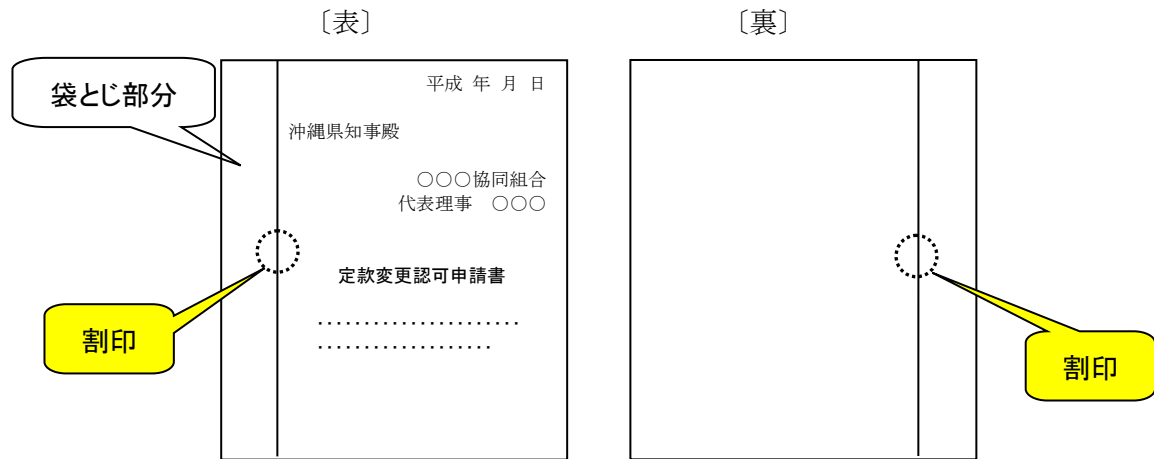 〔表〕
〔裏〕
袋とじ部分
平成 年 月 日
沖縄県知事殿
○○○協同組合
代表理事 ○○○
定款変更認可申請書
・・・・・・・・・・・・・・・・・・・・・・
・・・・・・・・・・・・・・・・・・・
割印
割印